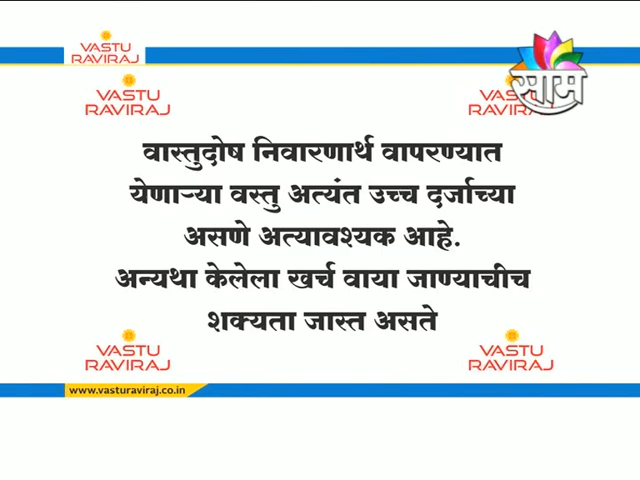 VASTU
RAVIRAJ
साम
VASTU
RAVIRAJ
VASTU
RAVIRAJ
वास्तुदोष निवारणार्थ वापरण्यात
येणाऱ्या वस्तु अत्यंत उच्च दर्जाच्या
असणे अत्यावश्यक आहे.
अन्यथा केलेला खर्च वाया जाण्याचीच
शक्यता जास्त असते
VASTU
RAVIRAJ
VASTU
RAVIRAJ
www.vasturaviraj.co.in